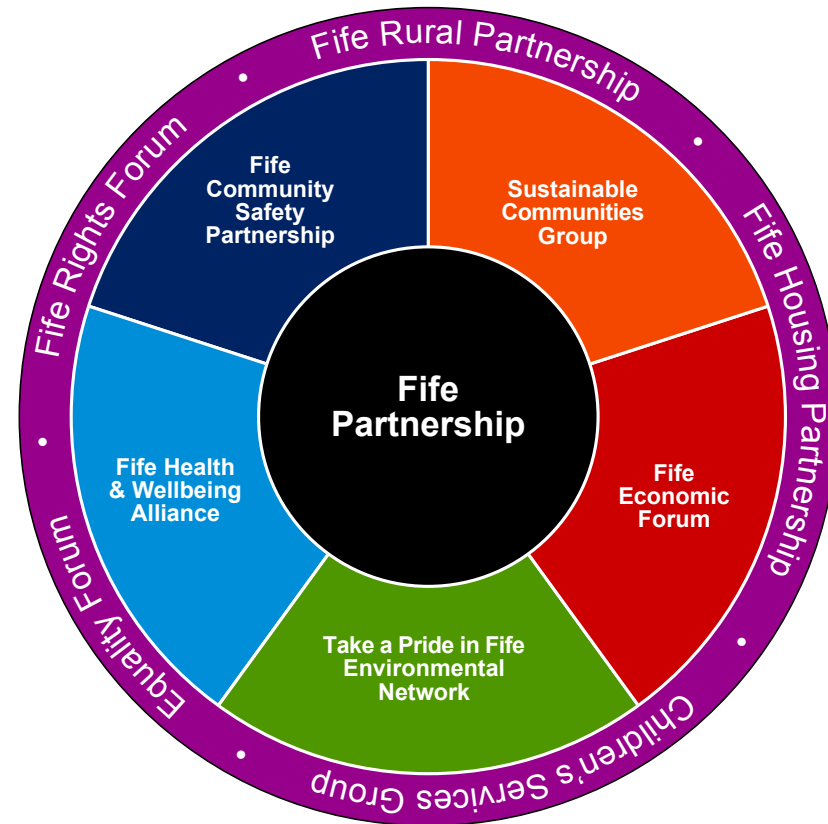 Fife Rural Partnership
Fife Housing Partnership
Children's Services Group
Equality Forum
Fife Rights Forum
Fife
Community
Safety
Partnership
Sustainable
Communities
Group
Fife
Partnership
Fife Health
& Wellbeing
Alliance
Fife
Economic
Forum
Take a Pride in Fife
Environmental
Network